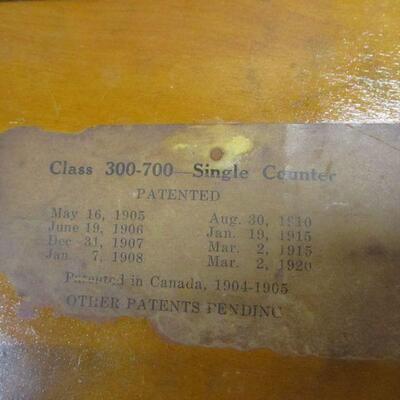 Class 300-700—Single Counter
PATENTED
May 16, 1905 Aug. 30, 1910
June 19, 1906 Jan. 19, 1915
Dec 31, 1907 Mar. 2, 1915
Jan. 7, 1908 Mar. 2, 1920
Patented in Canada, 1904-1905
OTHER PATENTS PENDING